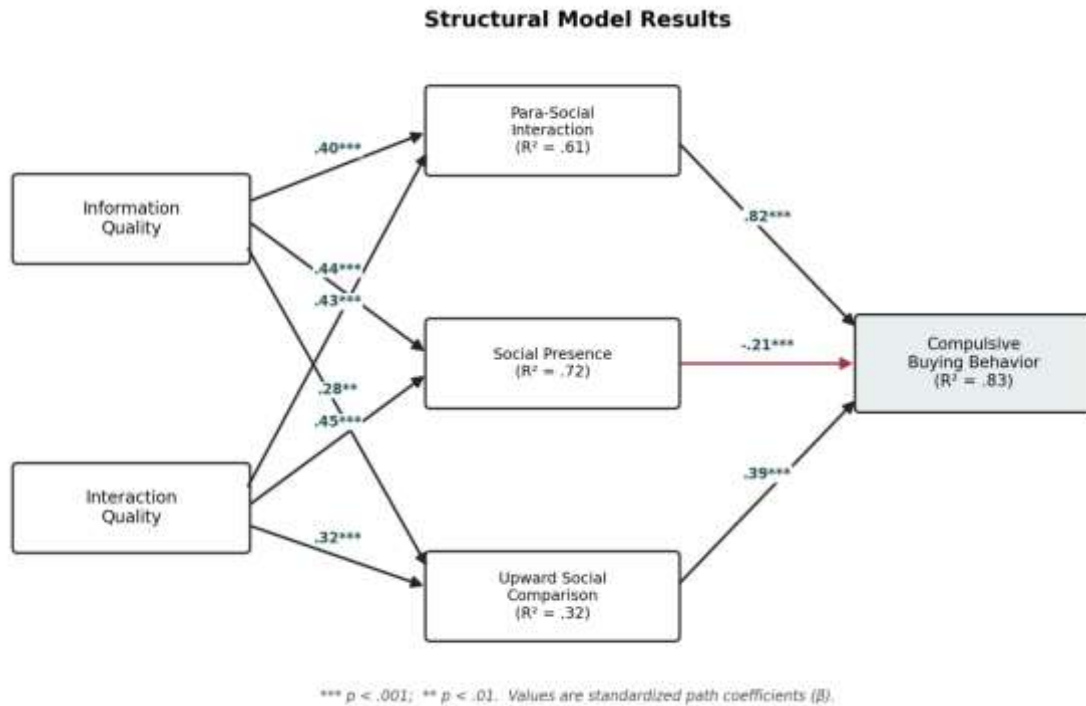 Structural Model Results
Para-Social
Interaction
(R² = .61)
.40***
Information
Quality
.82***
.44***
.43***
Social Presence
(R² = .72)
-.21***
Compulsive
Buying Behavior
(R² = .83)
.28**
.45***
.39***
Interaction
Quality
.32***
Upward Social
Comparison
(R² = .32)
*** p < .001; ** p < .01. Values are standardized path coefficients (β).